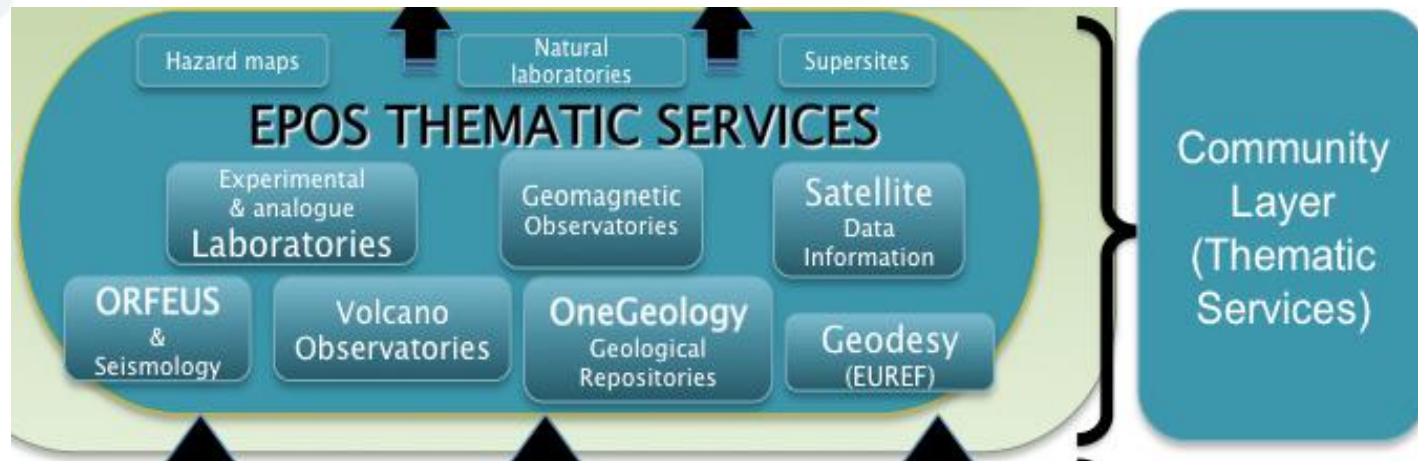 Hazard maps
Natural
laboratories
Supersites
EPOS THEMATIC SERVICES
Experimental
& analogue
Laboratories
Geomagnetic
Observatories
Satellite
Data
Information
ORFEUS
&
Seismology
Volcano
Observatories
OneGeology
Geological
Repositories
Geodesy
(EUREF)
Community
Layer
(Thematic
Services)